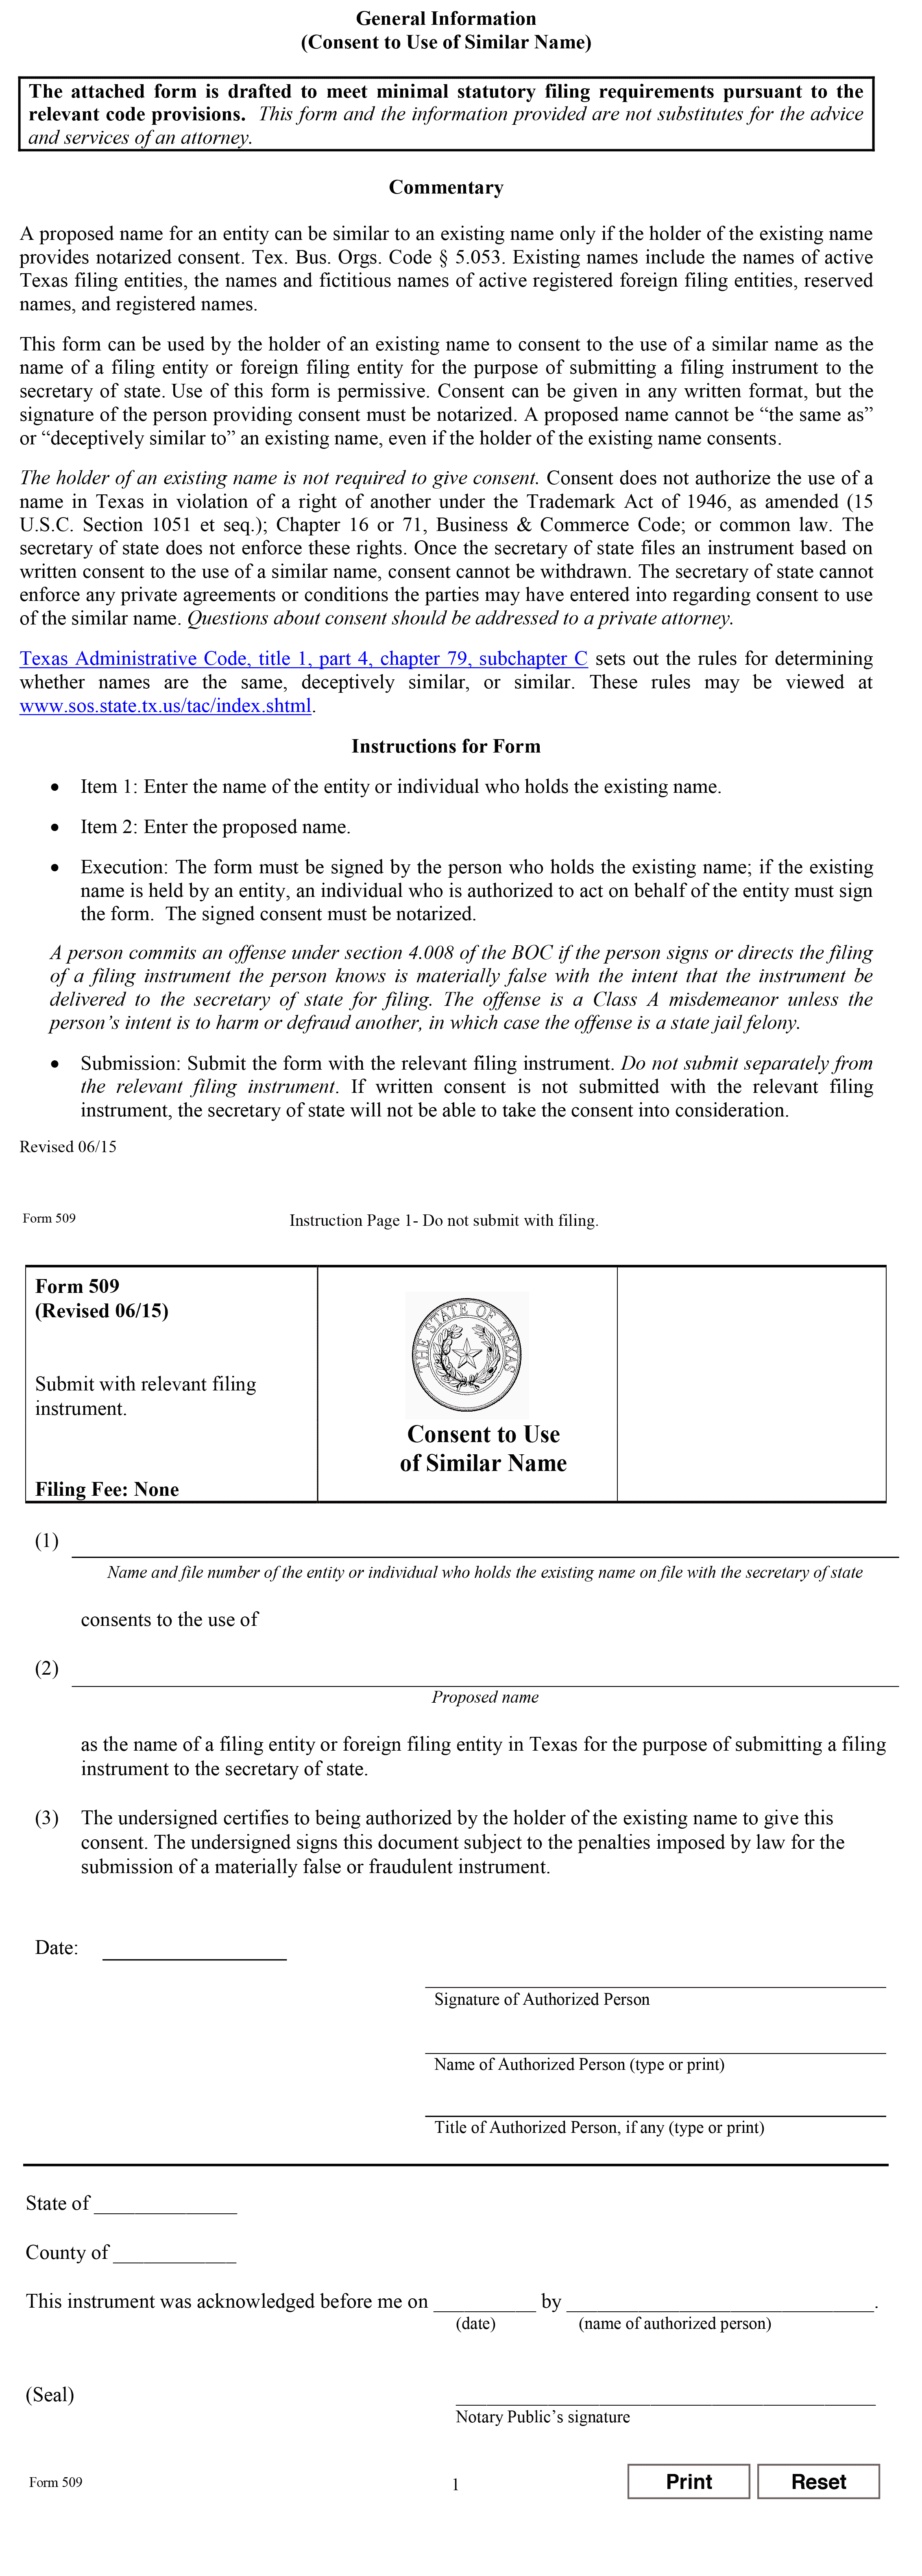 General Information
(Consent to Use of Similar Name)
The attached form is drafted to meet minimal statutory filing requirements pursuant to the
relevant code provisions.  This form and the information provided are not substitutes for the advice
and services of an attorney.
Commentary
A proposed name for an entity can be similar to an existing name only if the holder of the existing name
provides notarized consent. Tex. Bus. Orgs. Code § 5.053. Existing names include the names of active
Texas filing entities, the names and fictitious names of active registered foreign filing entities, reserved
names, and registered names.
This form can be used by the holder of an existing name to consent to the use of a similar name as the
name of a filing entity or foreign filing entity for the purpose of submitting a filing instrument to the
secretary of state. Use of this form is permissive. Consent can be given in any written format, but the
signature of the person providing consent must be notarized. A proposed name cannot be “the same as”
or “deceptively similar to” an existing name, even if the holder of the existing name consents.
The holder of an existing name is not required to give consent. Consent does not authorize the use of a
name in Texas in violation of a right of another under the Trademark Act of 1946, as amended (15
U.S.C. Section 1051 et seq.); Chapter 16 or 71, Business & Commerce Code; or common law. The
secretary of state does not enforce these rights. Once the secretary of state files an instrument based on
written consent to the use of a similar name, consent cannot be withdrawn. The secretary of state cannot
enforce any private agreements or conditions the parties may have entered into regarding consent to use
of the similar name. Questions about consent should be addressed to a private attorney.
Texas Administrative Code, title 1, part 4, chapter 79, subchapter C sets out the rules for determining
whether names are the same, deceptively similar, or similar. These rules may be viewed at
www.sos.state.tx.us/tac/index.shtml.
Instructions for Form
• Item 1: Enter the name of the entity or individual who holds the existing name.
• Item 2: Enter the proposed name.
• Execution: The form must be signed by the person who holds the existing name; if the existing
name is held by an entity, an individual who is authorized to act on behalf of the entity must sign
the form.  The signed consent must be notarized.
A person commits an offense under section 4.008 of the BOC if the person signs or directs the filing
of a filing instrument the person knows is materially false with the intent that the instrument be
delivered to the secretary of state for filing. The offense is a Class A misdemeanor unless the
person’s intent is to harm or defraud another, in which case the offense is a state jail felony.
• Submission: Submit the form with the relevant filing instrument. Do not submit separately from
the relevant filing instrument. If written consent is not submitted with the relevant filing
instrument, the secretary of state will not be able to take the consent into consideration.
Revised 06/15
Form 509 Instruction Page 1- Do not submit with filing.
Form 509
(Revised 06/15)
Submit with relevant filing
instrument.
Filing Fee: None
THE STATE OF TEXAS
Consent to Use
of Similar Name
(1)
Name and file number of the entity or individual who holds the existing name on file with the secretary of state
consents to the use of
(2)
Proposed name
as the name of a filing entity or foreign filing entity in Texas for the purpose of submitting a filing
instrument to the secretary of state.
(3) The undersigned certifies to being authorized by the holder of the existing name to give this
consent. The undersigned signs this document subject to the penalties imposed by law for the
submission of a materially false or fraudulent instrument.
Date:
Signature of Authorized Person
Name of Authorized Person (type or print)
Title of Authorized Person, if any (type or print)
State of ______________
County of ____________
This instrument was acknowledged before me on __________ by ______________________________.
(date) (name of authorized person)
(Seal)
Notary Public’s signature
Form 509 1 Print Reset